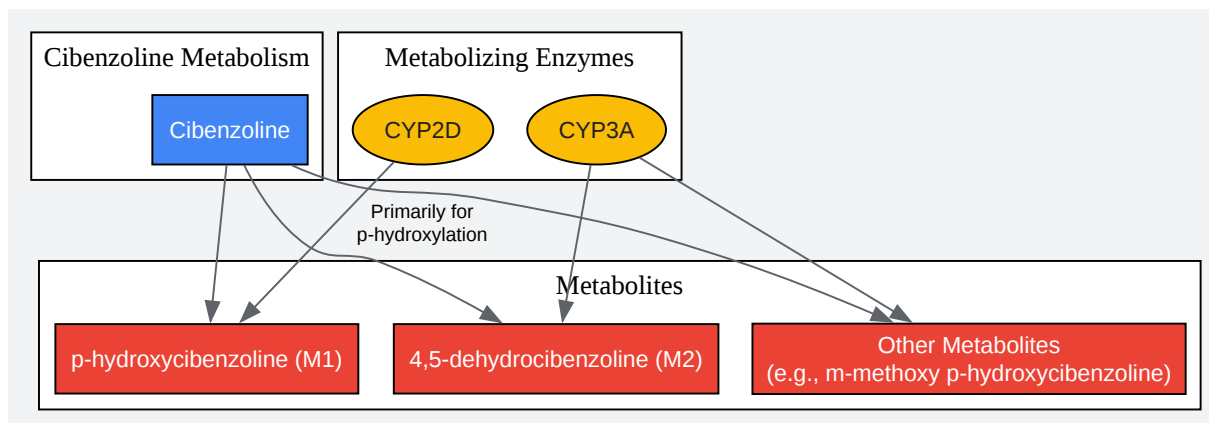 Cibenzoline Metabolism
Metabolizing Enzymes
Cibenzoline
CYP2D
CYP3A
Primarily for
p-hydroxylation
Metabolites
p-hydroxycibenzoline (M1)
4,5-dehydrocibenzoline (M2)
Other Metabolites
(e.g., m-methoxy p-hydroxycibenzoline)